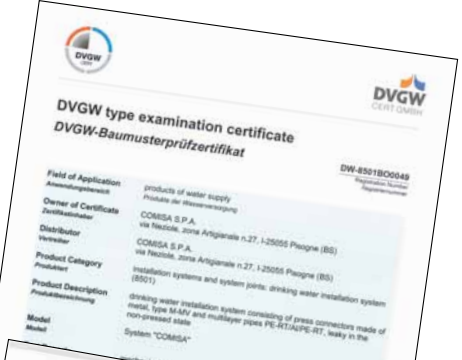 DVGW
CERT
DVGW
CERT GMBH
DVGW type examination certificate
DVGW-Baumusterprüfzertifikat
DW-8501BO0049
Registration Number
Registriernummer
Field of Application
Anwendungsbereich
products of water supply
Produkte der Wasserversorgung
Owner of Certificate
Zertifikatinhaber
COMISA S.P.A.
via Neziole, zona Artigianale n.27, I-25055 Pisogne (BS)
Distributor
Vertreiber
COMISA S.P.A.
via Neziole, zona Artigianale n.27, I-25055 Pisogne (BS)
Product Category
Produktart
installation systems and system joints: drinking water installation system
(8501)
Product Description
Produktbezeichnung
drinking water installation system consisting of press connectors made of
metal, type M-MV and multilayer pipes PE-RT/Al/PE-RT, leaky in the
non-pressed state
Model
Modell
System "COMISA"